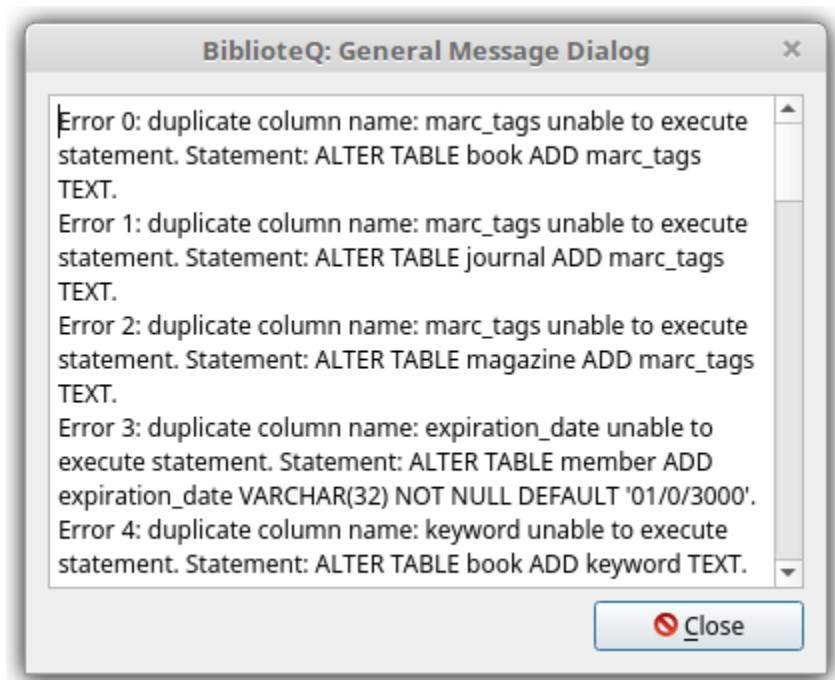 BiblioteQ: General Message Dialog
Error 0: duplicate column name: marc_tags unable to execute
statement. Statement: ALTER TABLE book ADD marc_tags
TEXT.
Error 1: duplicate column name: marc_tags unable to execute
statement. Statement: ALTER TABLE journal ADD marc_tags
TEXT.
Error 2: duplicate column name: marc_tags unable to execute
statement. Statement: ALTER TABLE magazine ADD marc_tags
TEXT.
Error 3: duplicate column name: expiration_date unable to
execute statement. Statement: ALTER TABLE member ADD
expiration_date VARCHAR(32) NOT NULL DEFAULT '01/0/3000'.
Error 4: duplicate column name: keyword unable to execute
statement. Statement: ALTER TABLE book ADD keyword TEXT.
Close